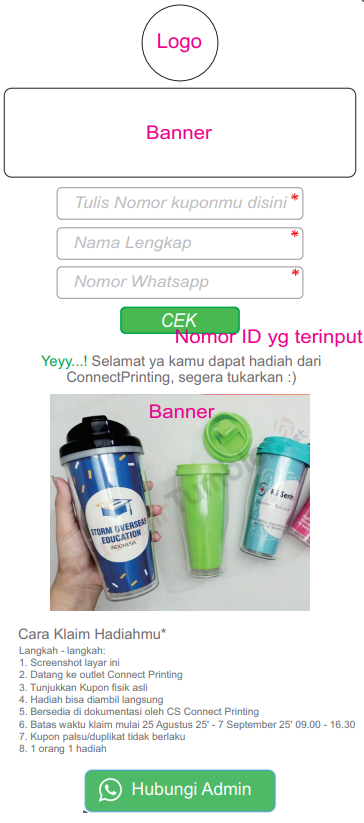 Logo
Banner
Tulis Nomor kuponmu disini *
Nama Lengkap *
Nomor Whatsapp *
CEK
Nomor ID yg terinput
Yeyy...! Selamat ya kamu dapat hadiah dari
ConnectPrinting, segera tukarkan :)
Banner
STORM OVERSEAS
EDUCATION
INDONESIA
Cara Klaim Hadiahmu*
Langkah - langkah:
1. Screenshot layar ini
2. Datang ke outlet Connect Printing
3. Tunjukkan Kupon fisik asli
4. Hadiah bisa diambil langsung
5. Bersedia di dokumentasi oleh CS Connect Printing
6. Batas waktu klaim mulai 25 Agustus 25' - 7 September 25' 09.00 - 16.30
7. Kupon palsu/duplikat tidak berlaku
8. 1 orang 1 hadiah
Hubungi Admin